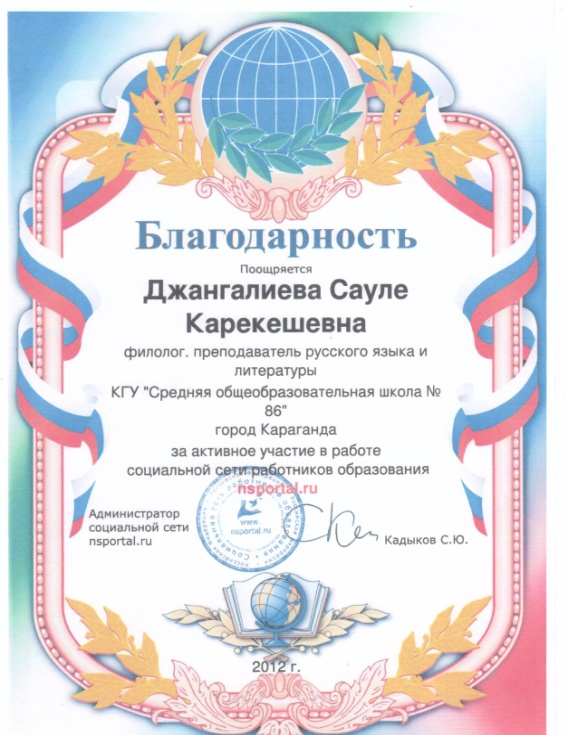 Благодарность
Поощряется
Джангалиева Сауле
Карекешевна
филолог. преподаватель русского языка и
литературы
КГУ "Средняя общеобразовательная школа №
86"
город Караганда
за активное участие в работе
социальной сети работников образования
nsportal.ru
Администратор
социальной сети
nsportal.ru
www.
nsportal.ru
Кадыков С.Ю.
2012 г.